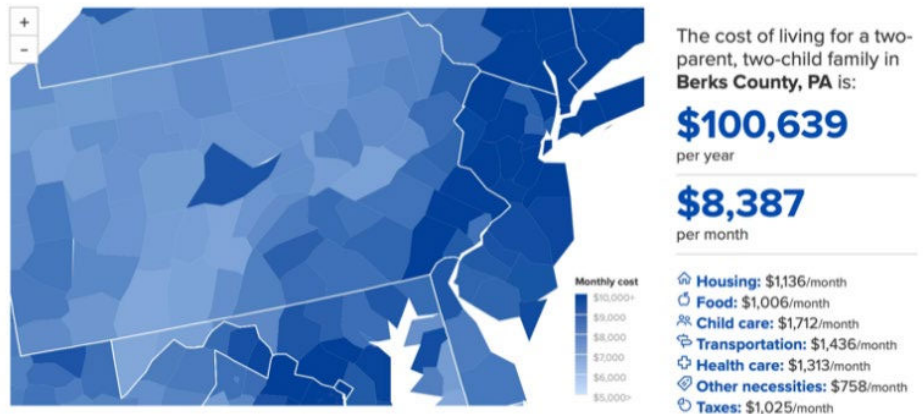 +
−
Monthly cost
$10,000+
$9,000
$8,000
$7,000
$6,000
$5,000>
The cost of living for a two-
parent, two-child family in
Berks County, PA is:
$100,639
per year
$8,387
per month
Housing: $1,136/month
Food: $1,006/month
Child care: $1,712/month
Transportation: $1,436/month
Health care: $1,313/month
Other necessities: $758/month
Taxes: $1,025/month